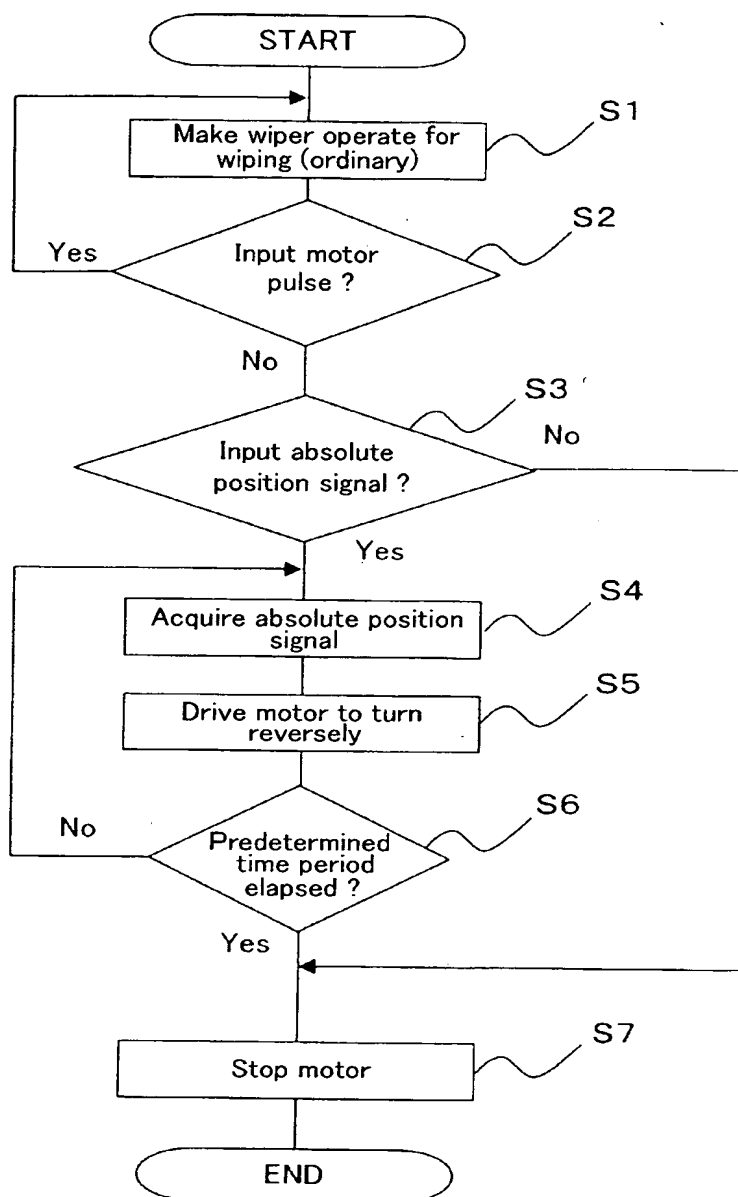 START
S1
Make wiper operate for
wiping (ordinary)
S2
Yes
Input motor
pulse ?
No
S3
No
Input absolute
position signal ?
Yes
S4
Acquire absolute position
signal
S5
Drive motor to turn
reversely
S6
No
Predetermined
time period
elapsed ?
Yes
S7
Stop motor
END